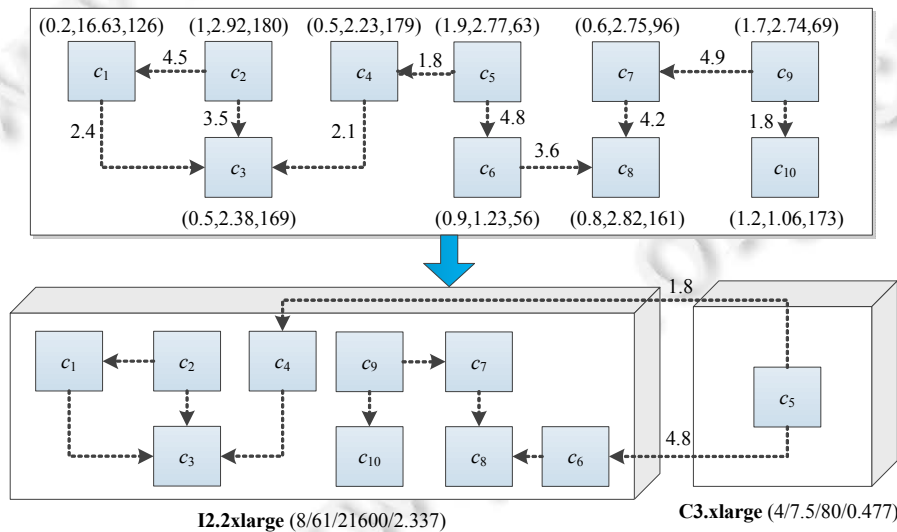 (0.2,16.63,126) (1,2.92,180) (0.5,2.23,179) (1.9,2.77,63) (0.6,2.75,96) (1.7,2.74,69)
c1 4.5 c2 c4 1.8 c5 c7 4.9 c9
2.4 3.5 2.1 4.8 4.2 1.8
c3 c6 3.6 c8 c10
(0.5,2.38,169) (0.9,1.23,56) (0.8,2.82,161) (1.2,1.06,173)
1.8
c1 c2 c4 c9 c7
c5
c3 c10 c8 c6 4.8
I2.2xlarge (8/61/21600/2.337) C3.xlarge (4/7.5/80/0.477)